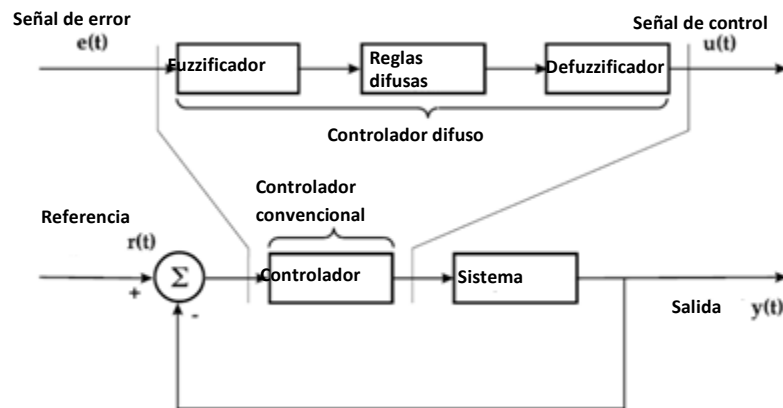 Señal de error
e(t)
Fuzzificador
Reglas
difusas
Defuzzificador
Señal de control
u(t)
Controlador difuso
Controlador
convencional
Referencia
r(t)
+
Σ
-
Controlador
Sistema
Salida
y(t)